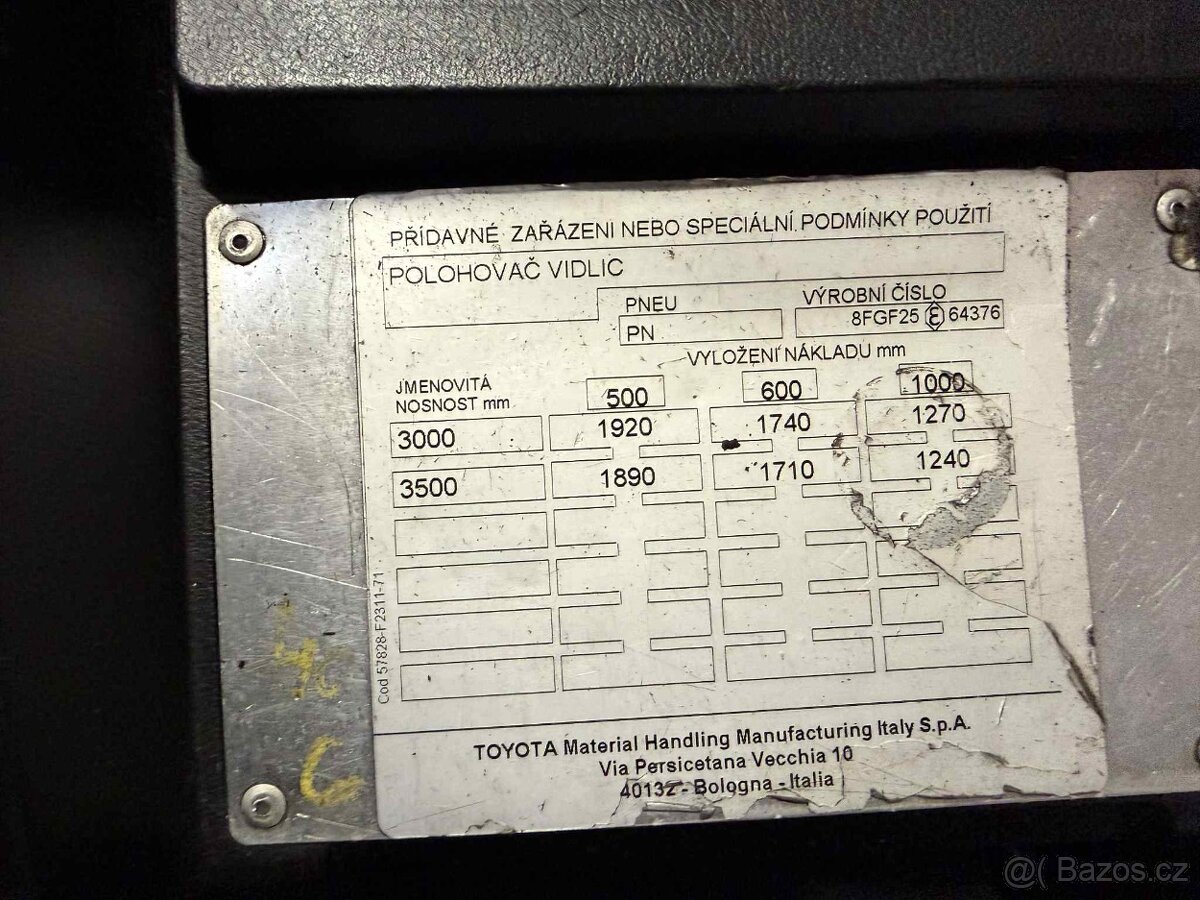 PŘÍDAVNÉ ZAŘÁZENI NEBO SPECIÁLNÍ PODMÍNKY POUŽITÍ
POLOHOVAČ VIDLIC
PNEU
PN
VÝROBNÍ ČÍSLO
8FGF25 E 64376
VYLOŽENÍ NÁKLADU mm
JMENOVITÁ
NOSNOST mm
500 600 1000
3000 1920 1740 1270
3500 1890 1710 1240
Cod 57828-F2311-71
TOYOTA Material Handling Manufacturing Italy S.p.A.
Via Persicetana Vecchia 10
40132 - Bologna - Italia
@( Bazos.cz